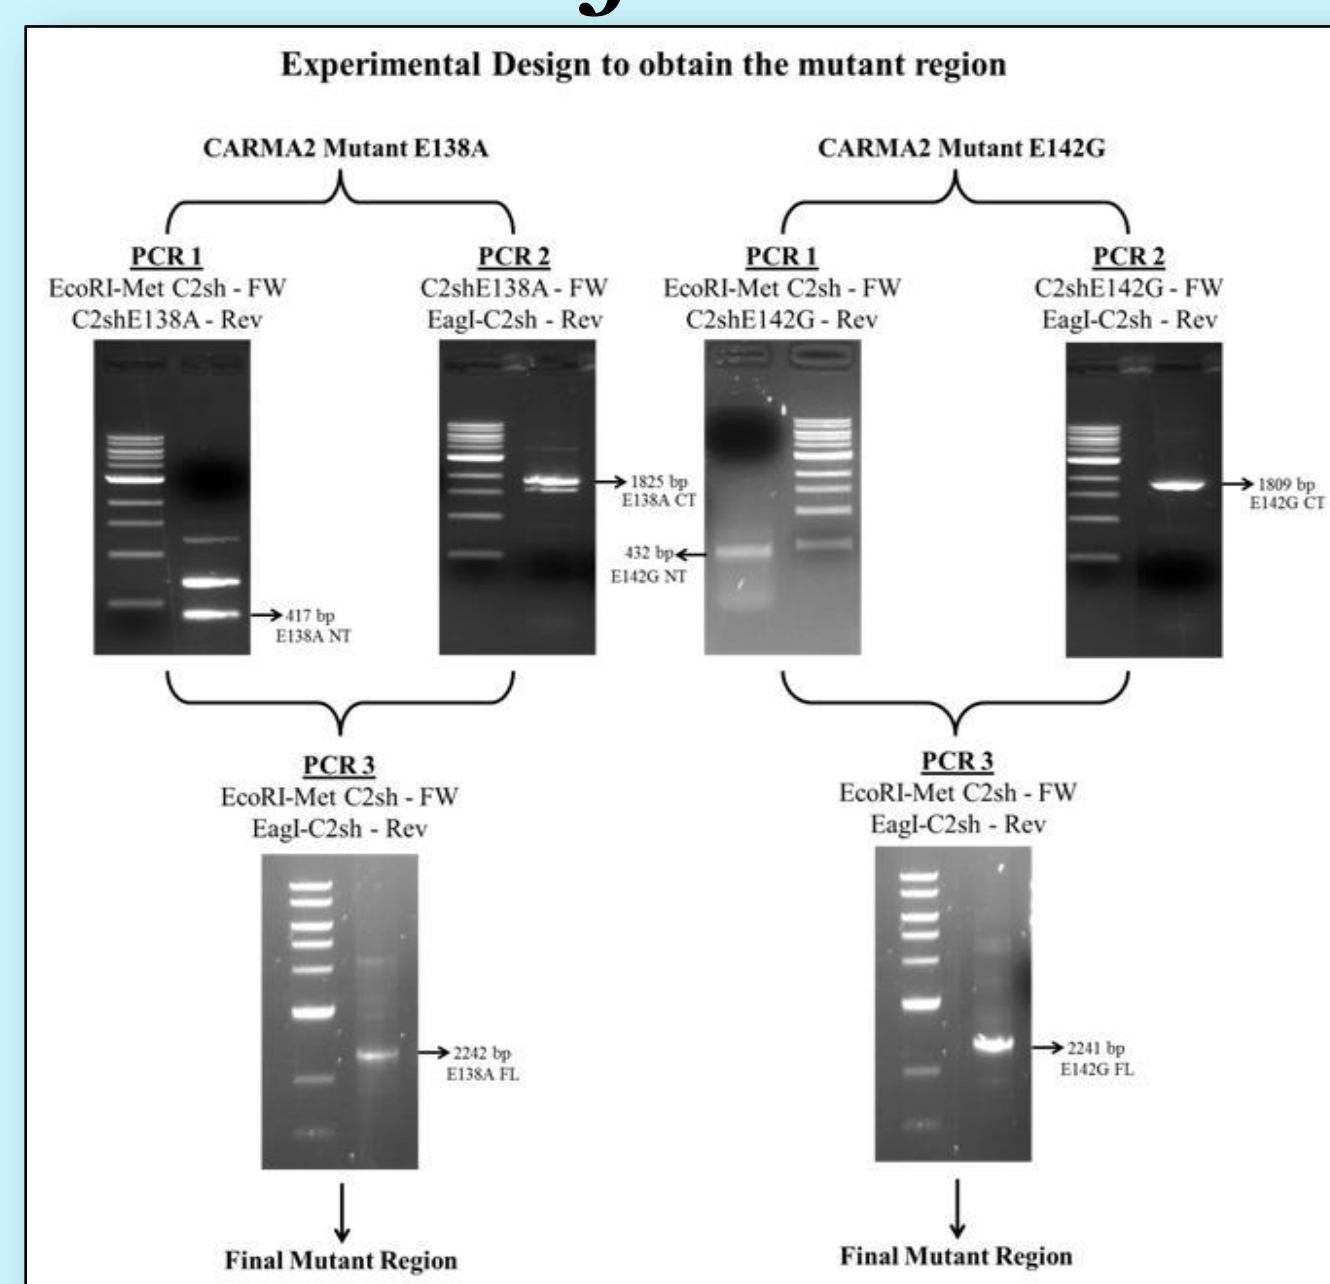 Experimental Design to obtain the mutant region
CARMA2 Mutant E138A
PCR 1
EcoRI-Met C2sh - FW
C2shE138A - Rev
PCR 2
C2shE138A - FW
EagI-C2sh - Rev
417 bp
E138A NT
1825 bp
E138A CT
PCR 3
EcoRI-Met C2sh - FW
EagI-C2sh - Rev
2242 bp
E138A FL
Final Mutant Region
CARMA2 Mutant E142G
PCR 1
EcoRI-Met C2sh - FW
C2shE142G - Rev
PCR 2
C2shE142G - FW
EagI-C2sh - Rev
432 bp
E142G NT
1809 bp
E142G CT
PCR 3
EcoRI-Met C2sh - FW
EagI-C2sh - Rev
2241 bp
E142G FL
Final Mutant Region